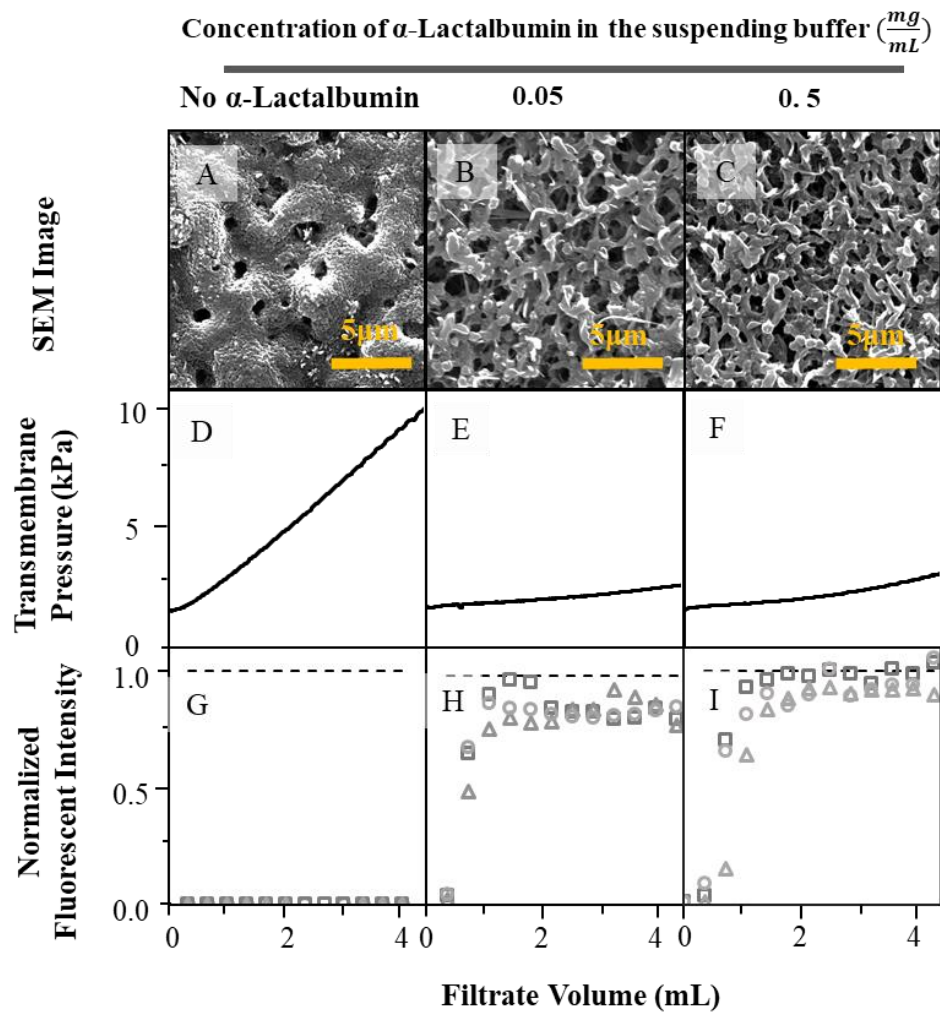 Concentration of α-Lactalbumin in the suspending buffer (mg/mL)
No α-Lactalbumin 0.05 0.5
SEM Image
A B C
5μm 5μm 5μm
Transmembrane
Pressure (kPa)
10
5
0
D E F
Normalized
Fluorescent Intensity
1.0
0.5
0.0
G H I
0 2 4 0 2 4 0 2 4
Filtrate Volume (mL)